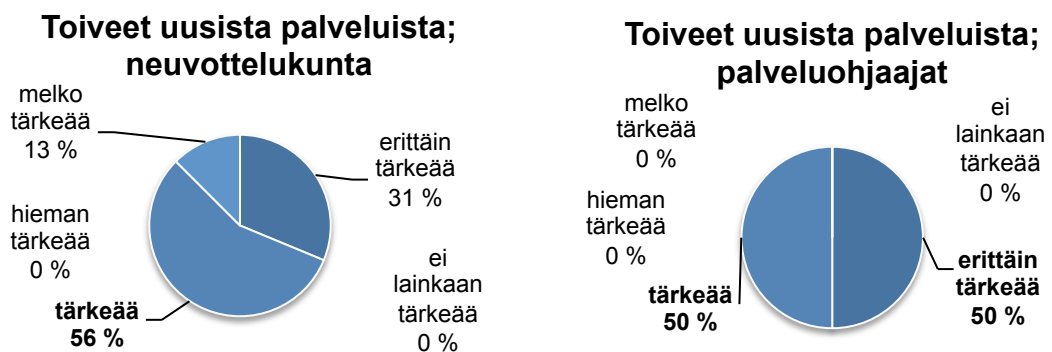 Toiveet uusista palveluista;
neuvottelukunta
melko
tärkeää
13 %
erittäin
tärkeää
31 %
hieman
tärkeää
0 %
ei
lainkaan
tärkeää
0 %
tärkeää
56 %
Toiveet uusista palveluista;
palveluohjaajat
melko
tärkeää
0 %
ei
lainkaan
tärkeää
0 %
hieman
tärkeää
0 %
erittäin
tärkeää
50 %
tärkeää
50 %